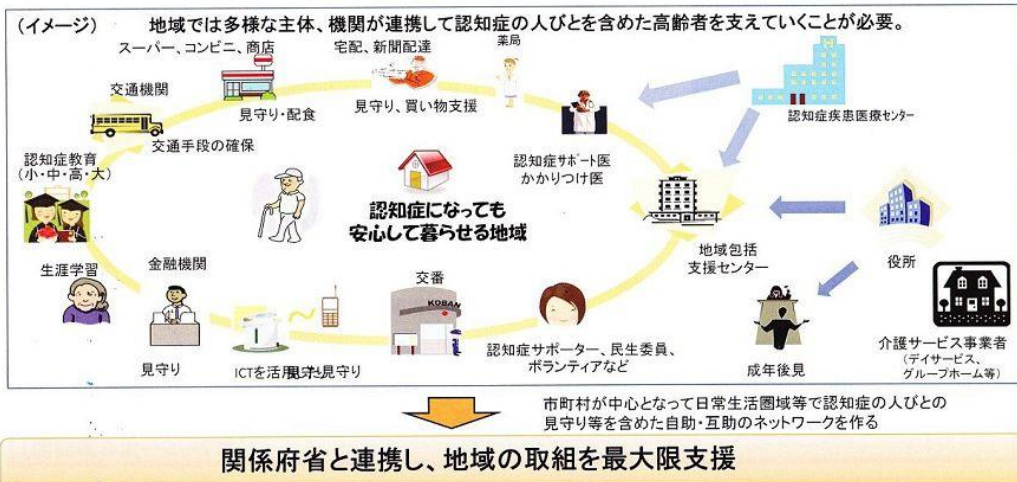 (イメージ)
地域では多様な主体、機関が連携して認知症の人びとを含めた高齢者を支えていくことが必要。
スーパー、コンビニ、商店
宅配、新聞配達
薬局
交通機関
見守り・配食
見守り、買い物支援
認知症疾患医療センター
交通手段の確保
認知症教育
(小・中・高・大)
認知症サポート医
かかりつけ医
認知症になっても
安心して暮らせる地域
地域包括
支援センター
役所
生涯学習
金融機関
交番
KOBAN
見守り
ICTを活用した見守り
認知症サポーター、民生委員、
ボランティアなど
成年後見
介護サービス事業者
(デイサービス、
グループホーム等)
市町村が中心となって日常生活圏域等で認知症の人びとの
見守り等を含めた自助・互助のネットワークを作る
関係府省と連携し、地域の取組を最大限支援